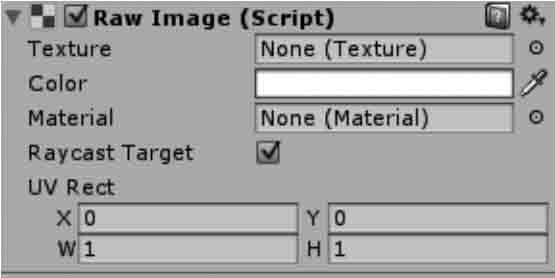 Raw Image (Script)
Texture None (Texture)
Color
Material None (Material)
Raycast Target
UV Rect
X 0 Y 0
W 1 H 1